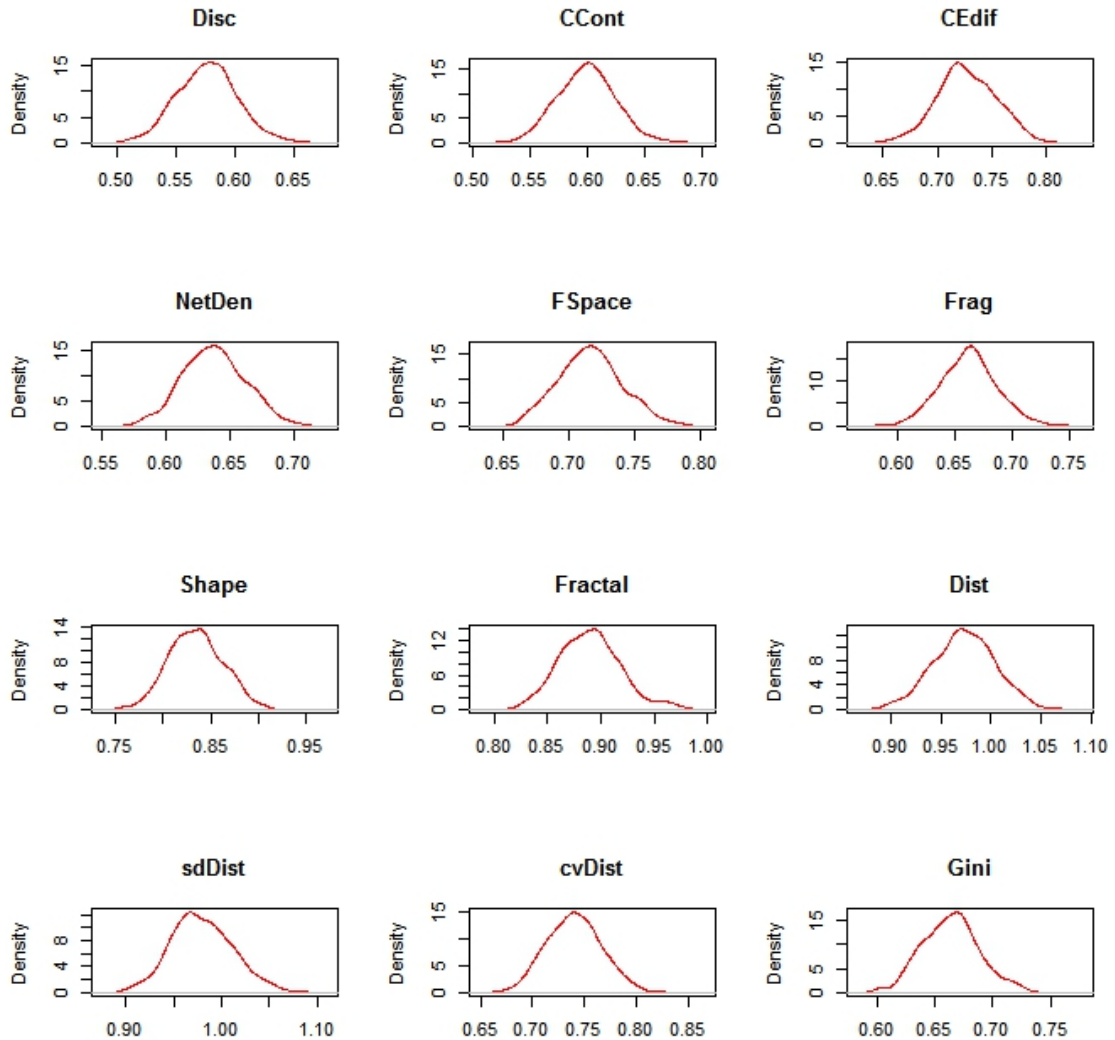 Disc CCont CEdif
Density 0 5 15 Density 0 5 15 Density 0 5 15
0.50 0.55 0.60 0.65 0.50 0.55 0.60 0.65 0.70 0.65 0.70 0.75 0.80
NetDen FSpace Frag
Density 0 5 15 Density 0 5 15 Density 0 10
0.55 0.60 0.65 0.70 0.65 0.70 0.75 0.80 0.60 0.65 0.70 0.75
Shape Fractal Dist
Density 0 4 8 14 Density 0 6 12 Density 0 4 8
0.75 0.85 0.95 0.80 0.85 0.90 0.95 1.00 0.90 0.95 1.00 1.05 1.10
sdDist cvDist Gini
Density 0 4 8 Density 0 5 15 Density 0 5 15
0.90 1.00 1.10 0.65 0.70 0.75 0.80 0.85 0.60 0.65 0.70 0.75